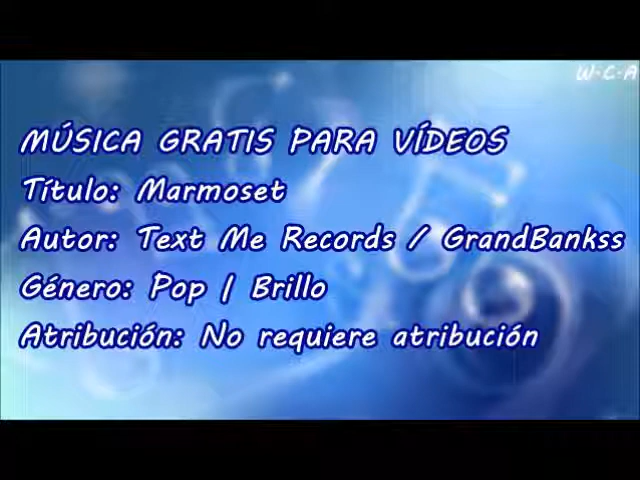 W-C-A
MÚSICA GRATIS PARA VÍDEOS
Título: Marmoset
Autor: Text Me Records / GrandBankss
Género: Pop | Brillo
Atribución: No requiere atribución